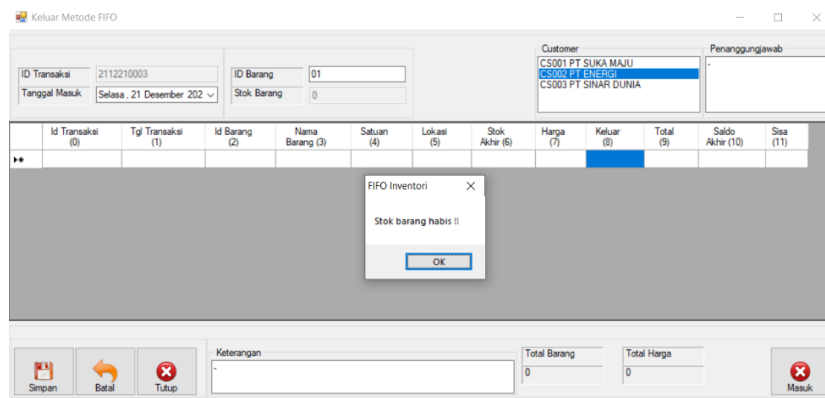 Keluar Metode FIFO
ID Transaksi 2112210003
Tanggal Masuk Selasa , 21 Desember 202
ID Barang 01
Stok Barang 0
Customer
CS001 PT SUKA MAJU
CS002 PT ENERGI
CS003 PT SINAR DUNIA
Penanggungjawab
-
Id Transaksi (0) Tgl Transaksi (1) Id Barang (2) Nama Barang (3) Satuan (4) Lokasi (5) Stok Akhir (6) Harga (7) Keluar (8) Total (9) Saldo Akhir (10) Sisa (11)
FIFO Inventori
Stok barang habis !!
OK
Simpan Batal Tutup
Keterangan
-
Total Barang
0
Total Harga
0
Masuk